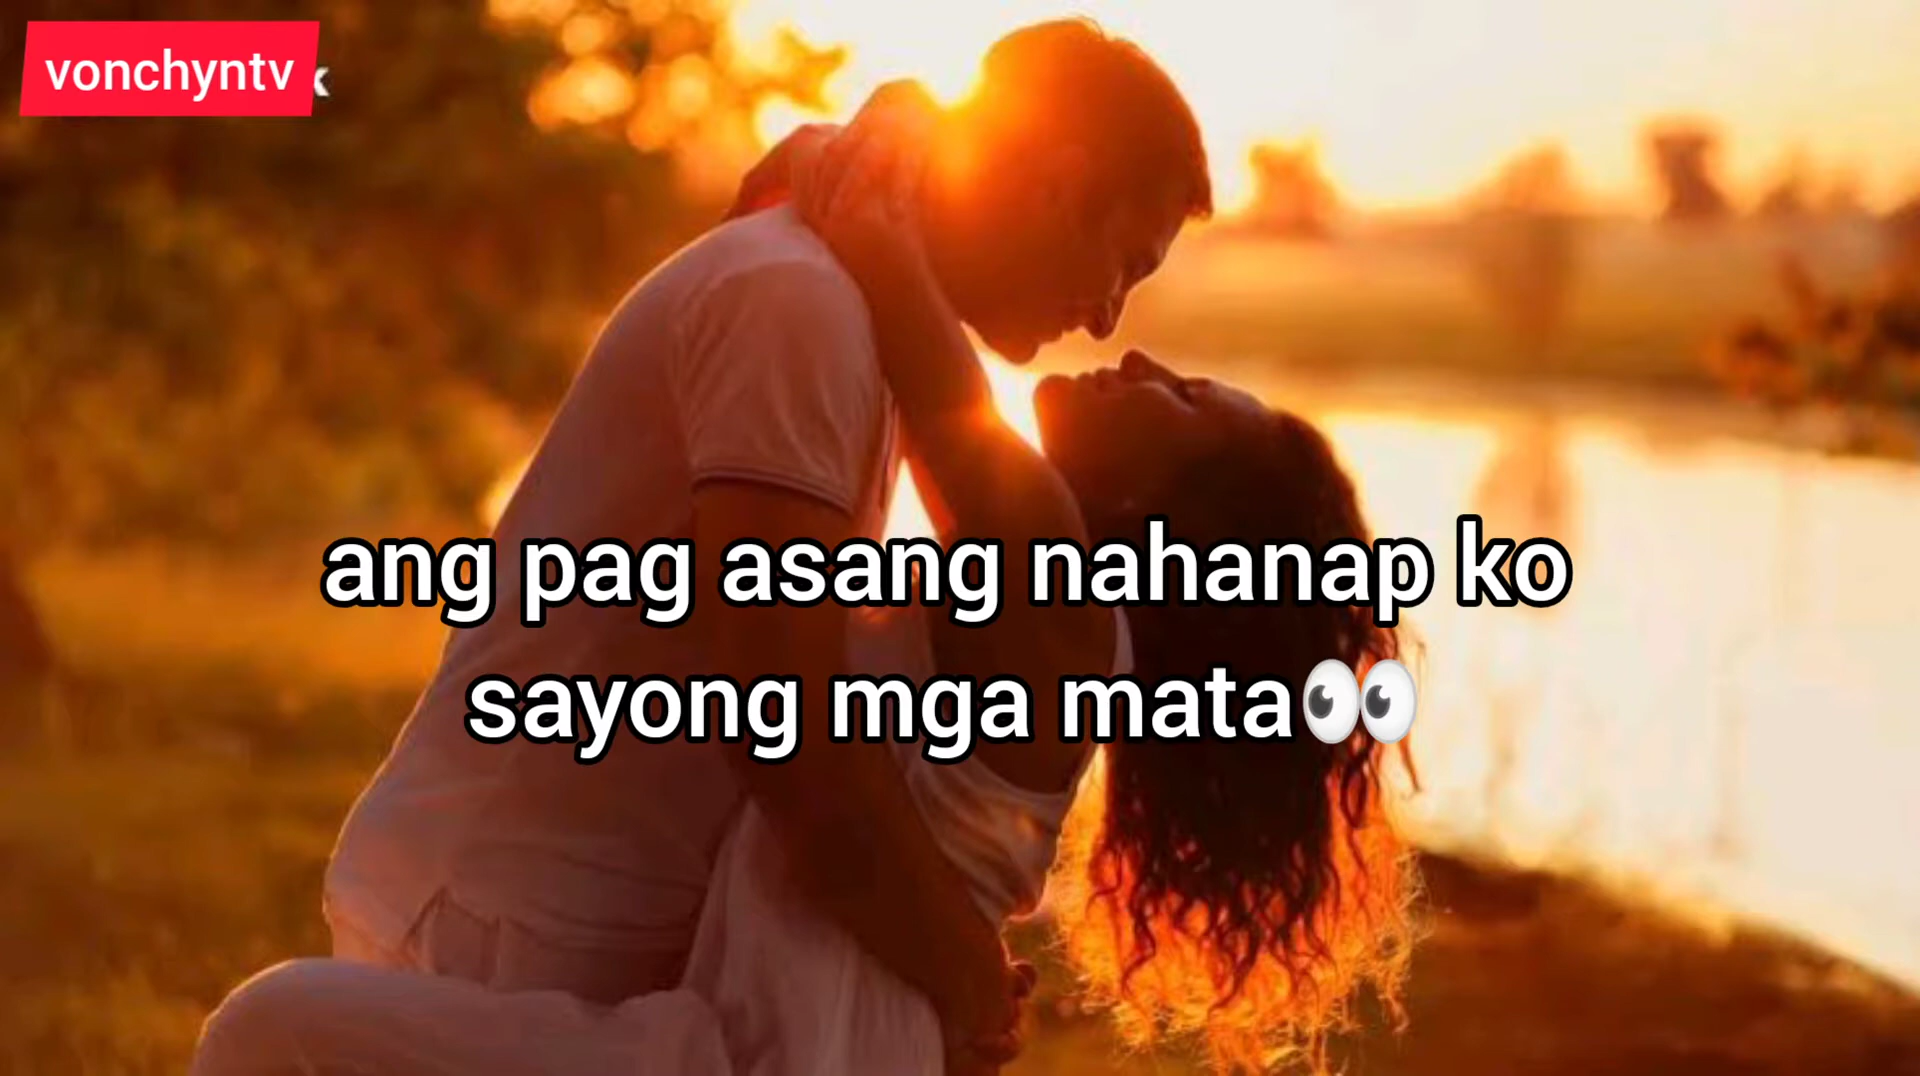 vonchyntv
ang pag asang nahanap ko
sayong mga mata👀